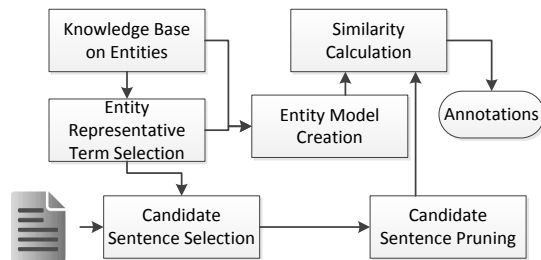 Knowledge Base
on Entities
Similarity
Calculation
Entity
Representative
Term Selection
Entity Model
Creation
Annotations
Candidate
Sentence Selection
Candidate
Sentence Pruning